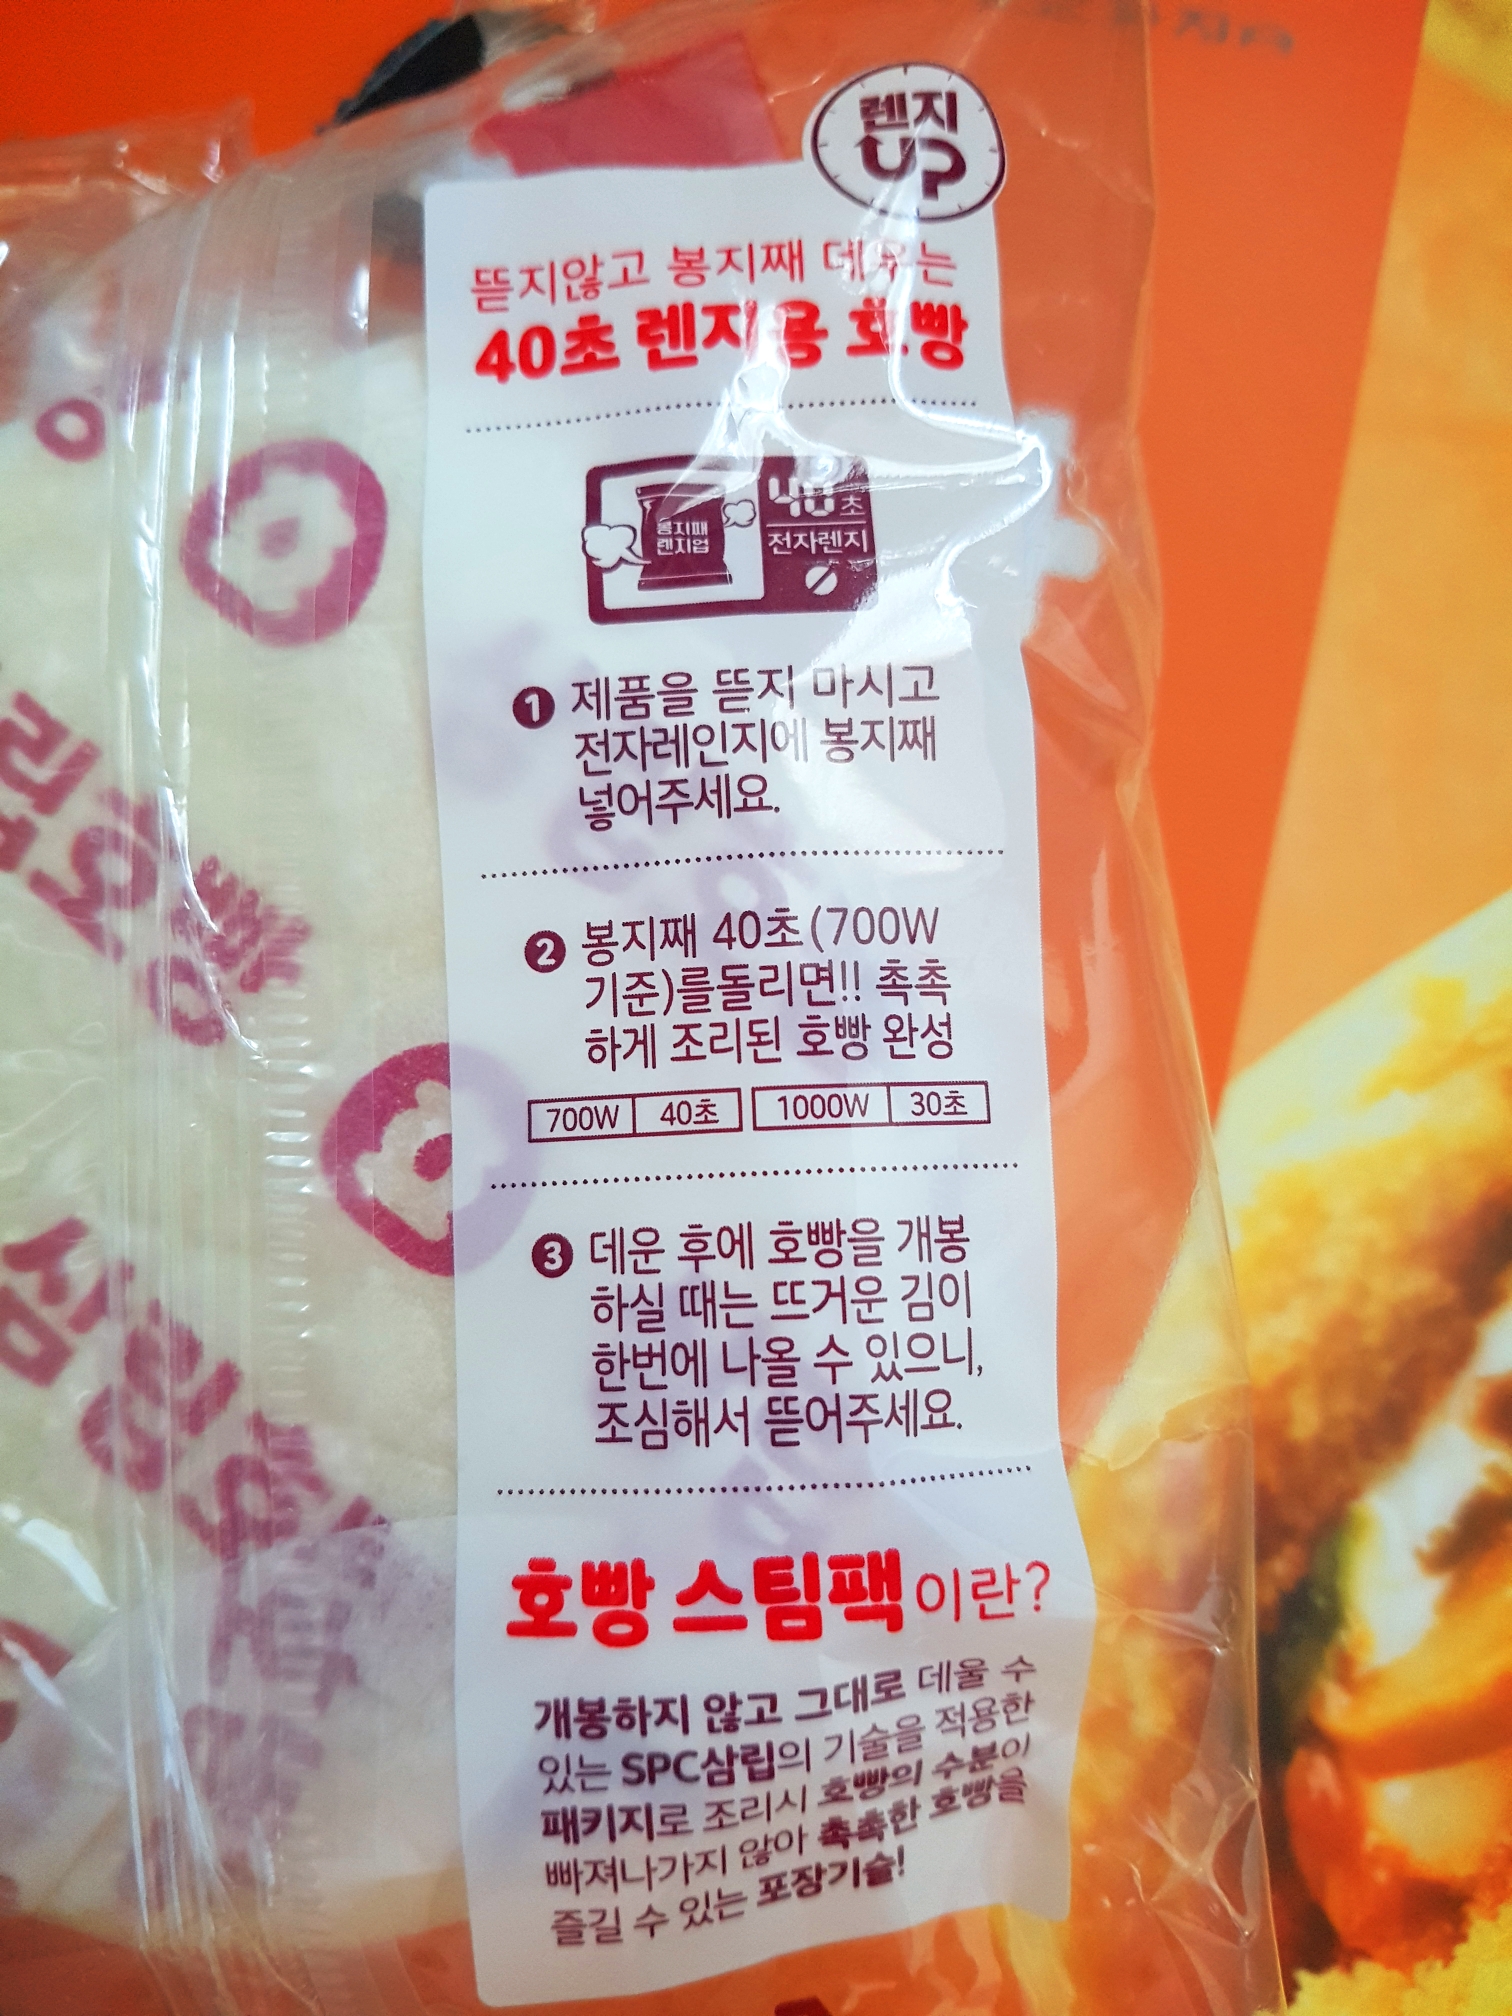 렌지
UP
뜯지않고 봉지째 데우는
40초 렌지용 호빵
봉지째
렌지업
40초
전자렌지
1 제품을 뜯지 마시고
전자레인지에 봉지째
넣어주세요.
2 봉지째 40초(700W
기준)를돌리면!! 촉촉
하게 조리된 호빵 완성
700W 40초 1000W 30초
3 데운 후에 호빵을 개봉
하실 때는 뜨거운 김이
한번에 나올 수 있으니,
조심해서 뜯어주세요.
호빵 스팀팩이란?
개봉하지 않고 그대로 데울 수
있는 SPC삼립의 기술을 적용한
패키지로 조리시 호빵의 수분이
빠져나가지 않아 촉촉한 호빵을
즐길 수 있는 포장기술!
립호빵
삼립호빵